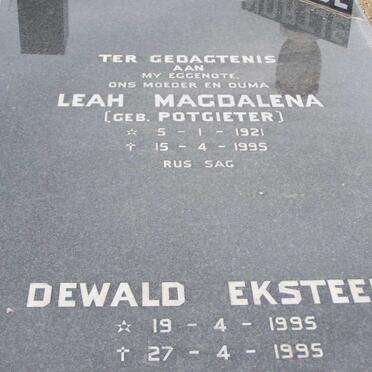 TER GEDAGTENIS
AAN
MY EGGENOTE,
ONS MOEDER EN OUMA
LEAH MAGDALENA
(GEB. POTGIETER)
☆ 5 - 1 - 1921
✝ 15 - 4 - 1995
RUS SAG
DEWALD EKSTEE
☆ 19 - 4 - 1995
✝ 27 - 4 - 1995